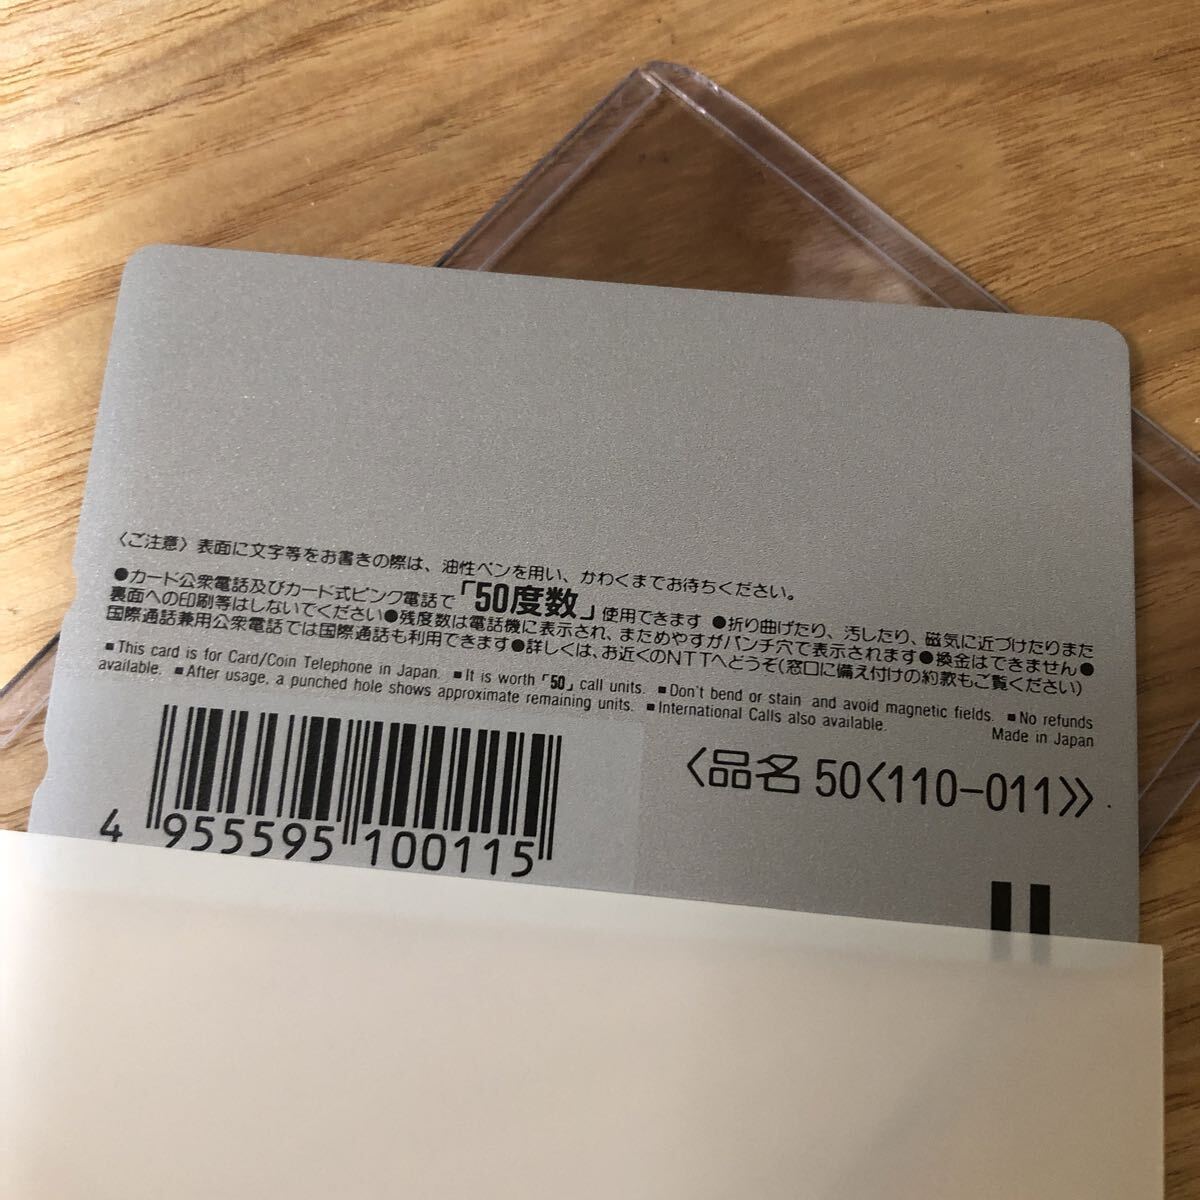 〈ご注意〉表面に文字等をお書きの際は、油性ペンを用い、かわくまでお待ちください。
●カード公衆電話及びカード式ピンク電話で「50度数」使用できます ●折り曲げたり、汚したり、磁気に近づけたりまた
裏面への印刷等はしないでください●残度数は電話機に表示され、まためやすがパンチ穴で表示されます●換金はできません●
国際通話兼用公衆電話では国際通話も利用できます●詳しくは、お近くのNTTへどうぞ(窓口に備え付けの約款もご覧ください)
■This card is for Card/Coin Telephone in Japan. ■It is worth「50」call units. ■Don't bend or stain and avoid magnetic fields. ■No refunds
available. ■After usage, a punched hole shows approximate remaining units. ■International Calls also available.
Made in Japan
〈品名 50〈110-011〉〉
4 955595 100115